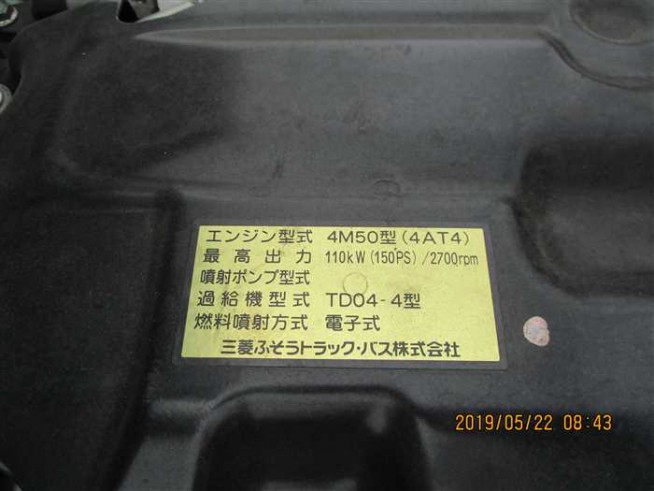 エンジン型式 4M50型(4AT4)
最高出力 110kW(150PS)/2700rpm
噴射ポンプ型式
過給機型式 TD04-4型
燃料噴射方式 電子式
三菱ふそうトラック・バス株式会社
2019/05/22 08:43